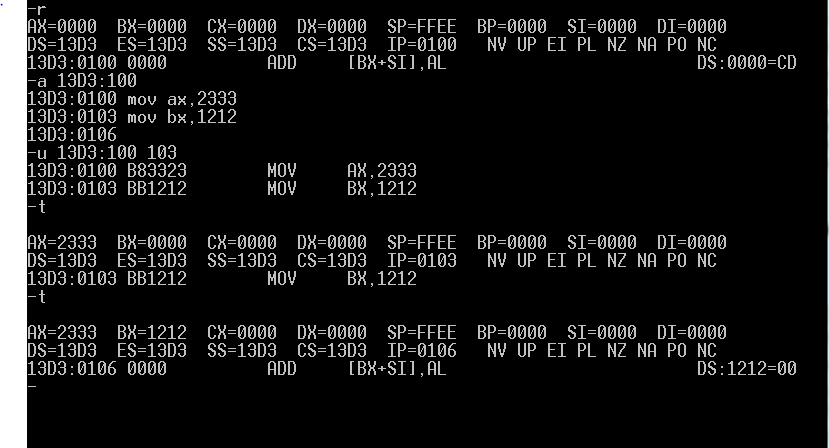 -r
AX=0000  BX=0000  CX=0000  DX=0000  SP=FFEE  BP=0000  SI=0000  DI=0000
DS=13D3  ES=13D3  SS=13D3  CS=13D3  IP=0100   NV UP EI PL NZ NA PO NC
13D3:0100 0000          ADD     [BX+SI],AL                             DS:0000=CD
-a 13D3:100
13D3:0100 mov ax,2333
13D3:0103 mov bx,1212
13D3:0106
-u 13D3:100 103
13D3:0100 B83323        MOV     AX,2333
13D3:0103 BB1212        MOV     BX,1212
-t
AX=2333  BX=0000  CX=0000  DX=0000  SP=FFEE  BP=0000  SI=0000  DI=0000
DS=13D3  ES=13D3  SS=13D3  CS=13D3  IP=0103   NV UP EI PL NZ NA PO NC
13D3:0103 BB1212        MOV     BX,1212
-t
AX=2333  BX=1212  CX=0000  DX=0000  SP=FFEE  BP=0000  SI=0000  DI=0000
DS=13D3  ES=13D3  SS=13D3  CS=13D3  IP=0106   NV UP EI PL NZ NA PO NC
13D3:0106 0000          ADD     [BX+SI],AL                             DS:1212=00
-